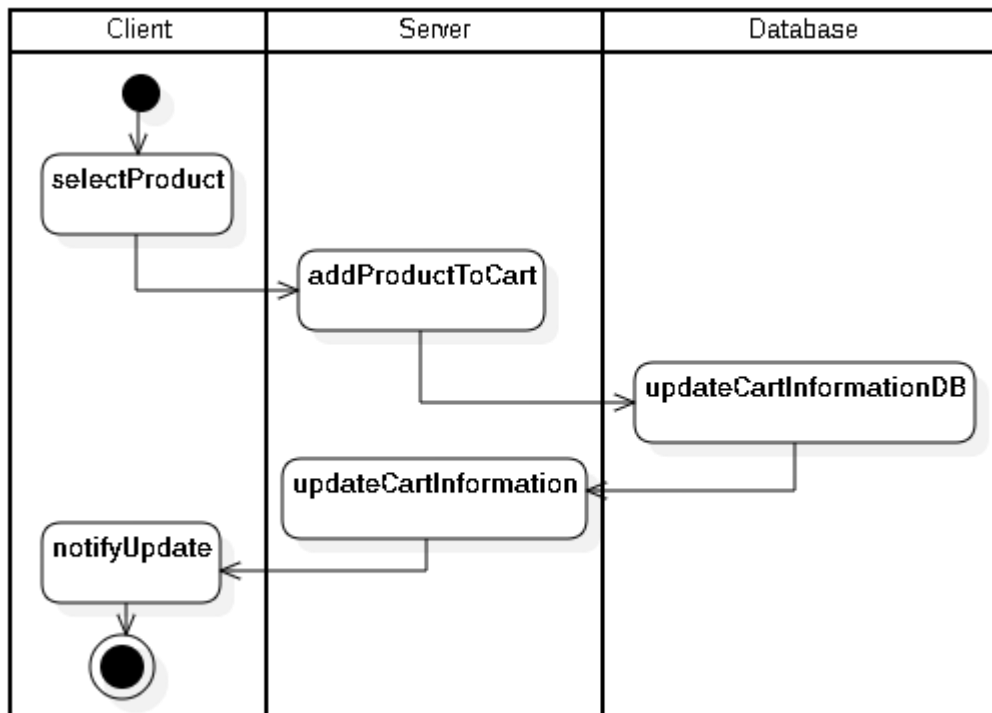 Client
Server
Database
selectProduct
addProductToCart
updateCartInformationDB
updateCartInformation
notifyUpdate